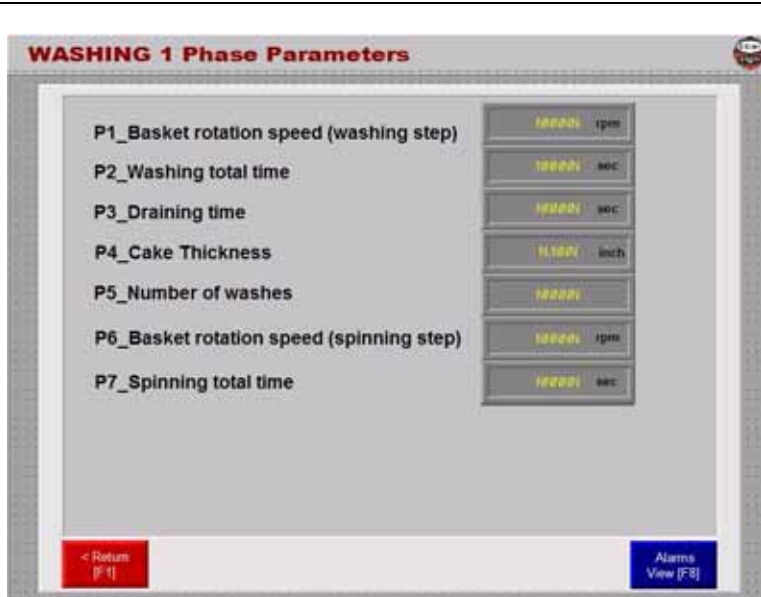 WASHING 1 Phase Parameters
P1_Basket rotation speed (washing step) rpm
P2_Washing total time sec
P3_Draining time sec
P4_Cake Thickness inch
P5_Number of washes
P6_Basket rotation speed (spinning step) rpm
P7_Spinning total time sec
< Return
[F1]
Alarms
View [F8]